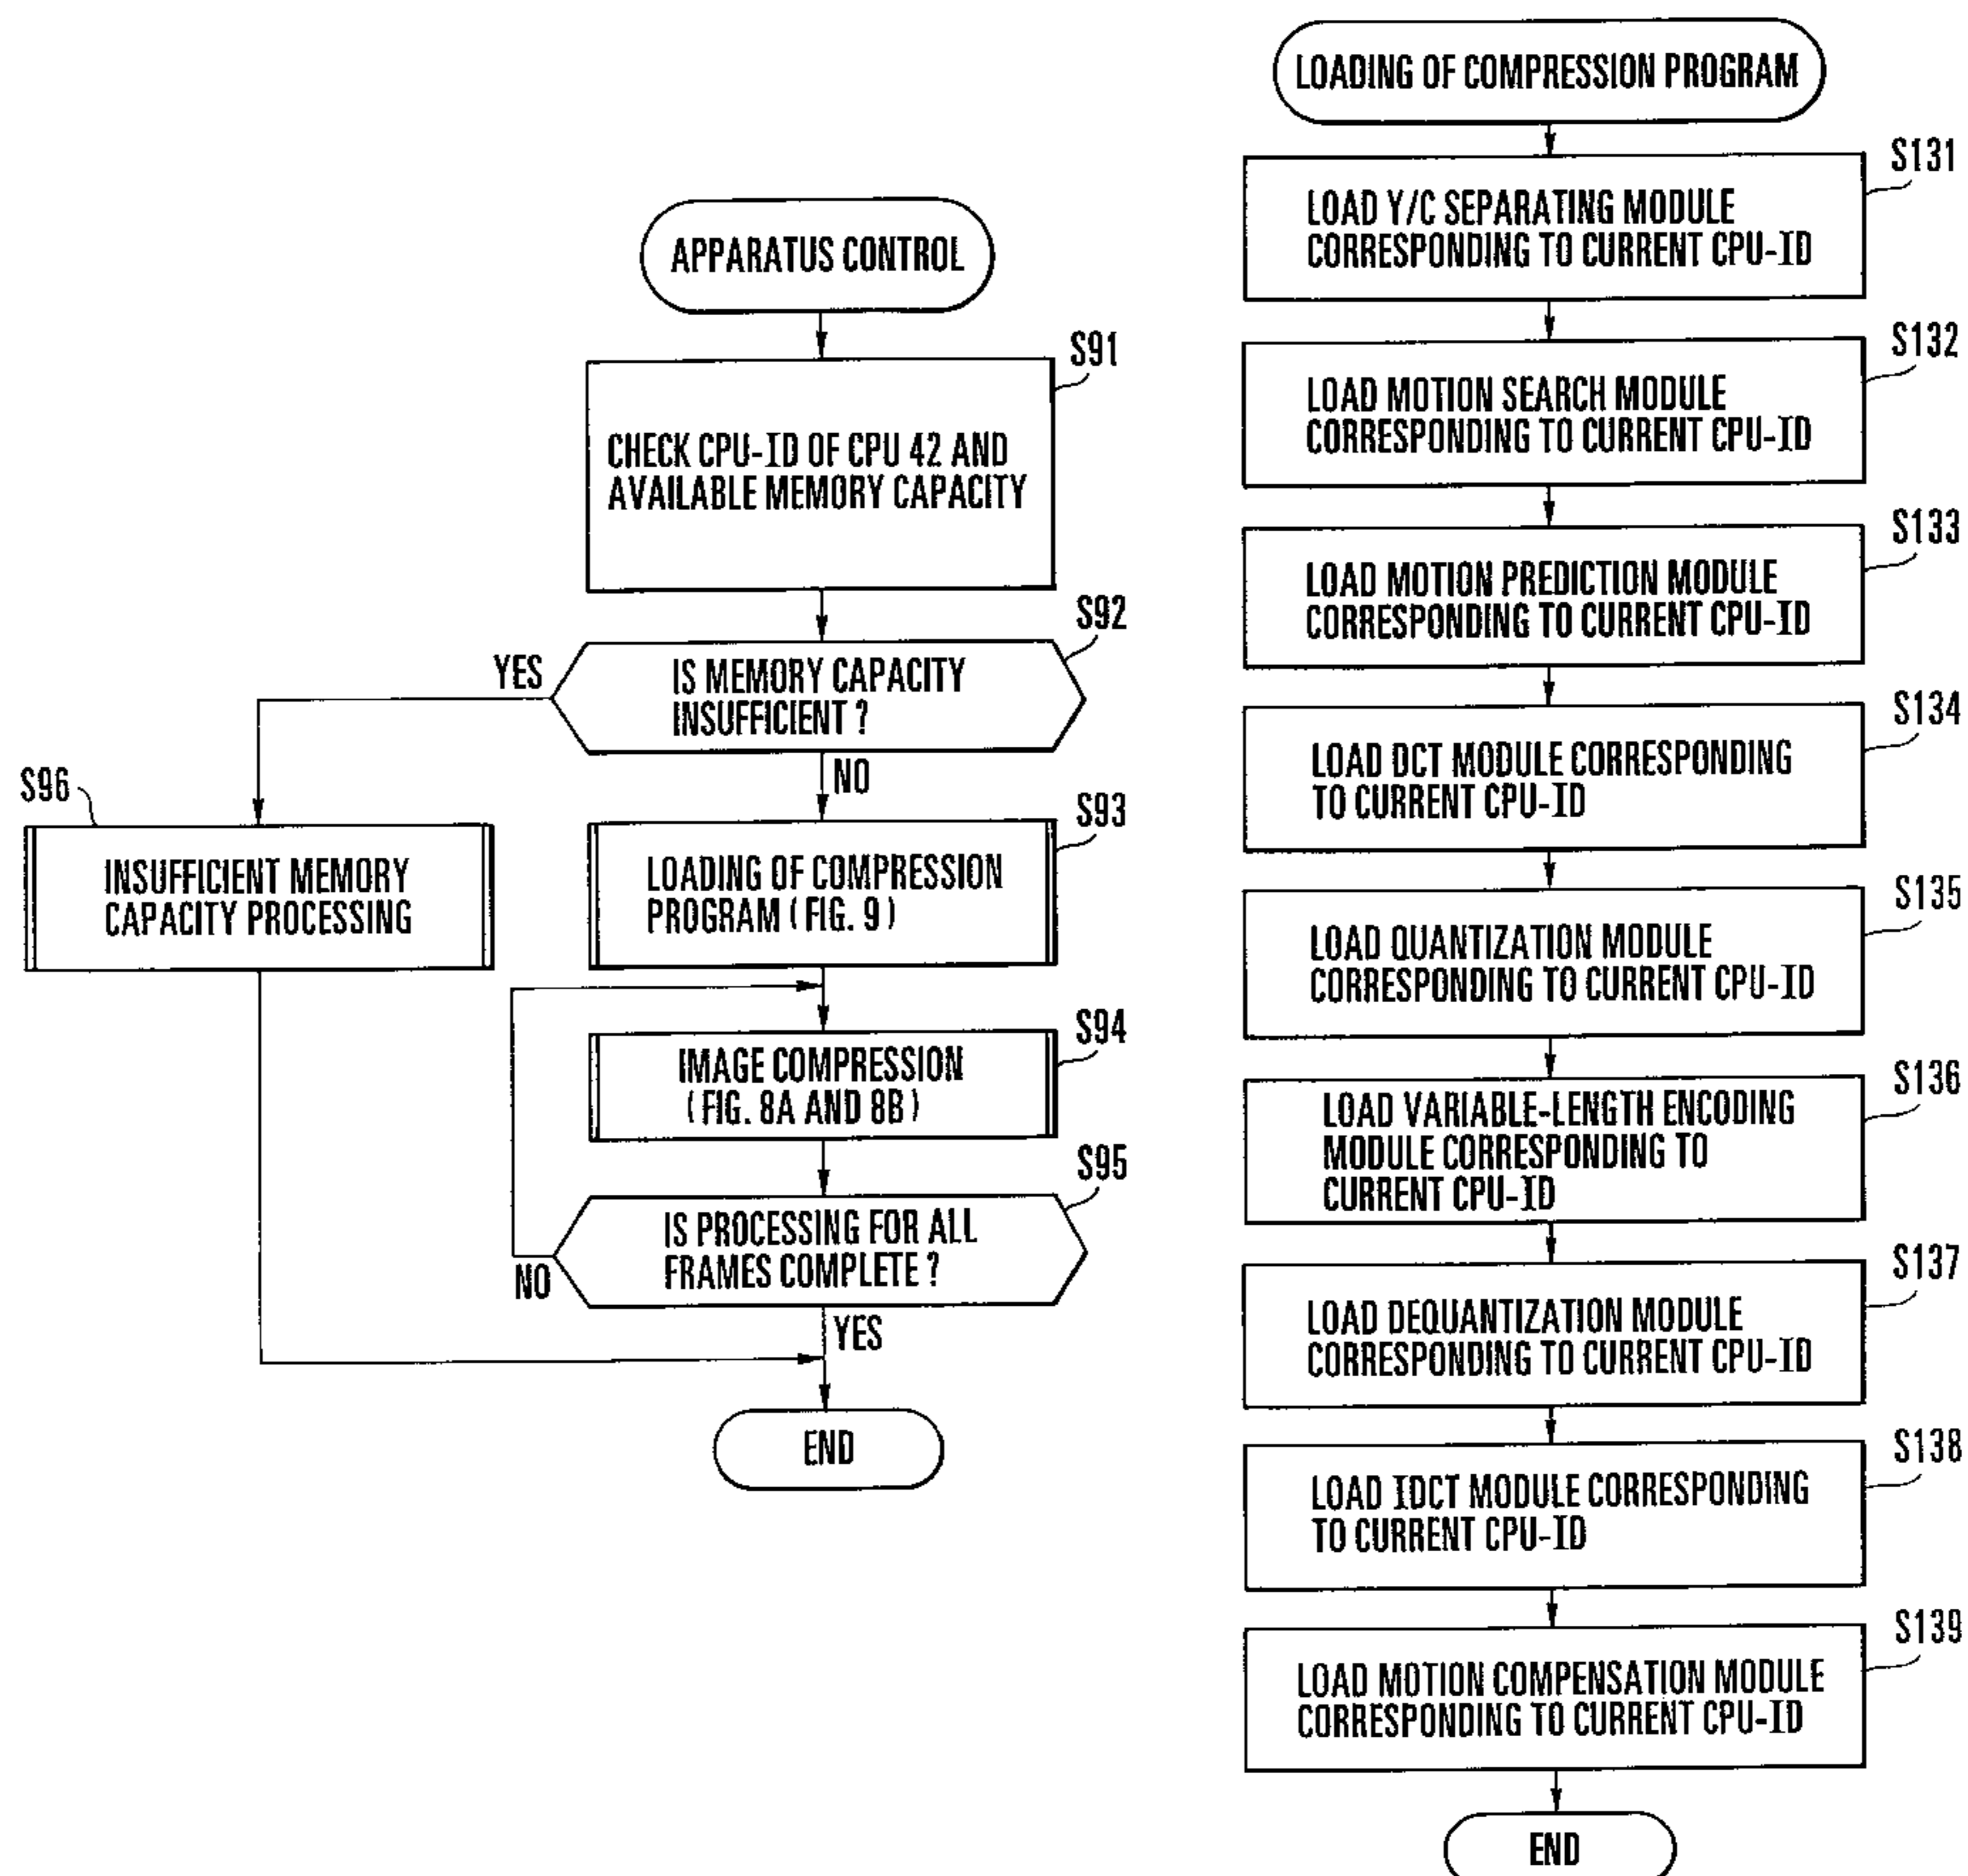 APPARATUS CONTROL
S91
CHECK CPU-ID OF CPU 42 AND
AVAILABLE MEMORY CAPACITY
S92
YES
IS MEMORY CAPACITY
INSUFFICIENT ?
NO
S96
INSUFFICIENT MEMORY
CAPACITY PROCESSING
S93
LOADING OF COMPRESSION
PROGRAM ( FIG. 9 )
S94
IMAGE COMPRESSION
( FIG. 8A AND 8B )
S95
IS PROCESSING FOR ALL
FRAMES COMPLETE ?
NO
YES
END
LOADING OF COMPRESSION PROGRAM
S131
LOAD Y/C SEPARATING MODULE
CORRESPONDING TO CURRENT CPU-ID
S132
LOAD MOTION SEARCH MODULE
CORRESPONDING TO CURRENT CPU-ID
S133
LOAD MOTION PREDICTION MODULE
CORRESPONDING TO CURRENT CPU-ID
S134
LOAD DCT MODULE CORRESPONDING
TO CURRENT CPU-ID
S135
LOAD QUANTIZATION MODULE
CORRESPONDING TO CURRENT CPU-ID
S136
LOAD VARIABLE-LENGTH ENCODING
MODULE CORRESPONDING TO
CURRENT CPU-ID
S137
LOAD DEQUANTIZATION MODULE
CORRESPONDING TO CURRENT CPU-ID
S138
LOAD IDCT MODULE CORRESPONDING
TO CURRENT CPU-ID
S139
LOAD MOTION COMPENSATION MODULE
CORRESPONDING TO CURRENT CPU-ID
END